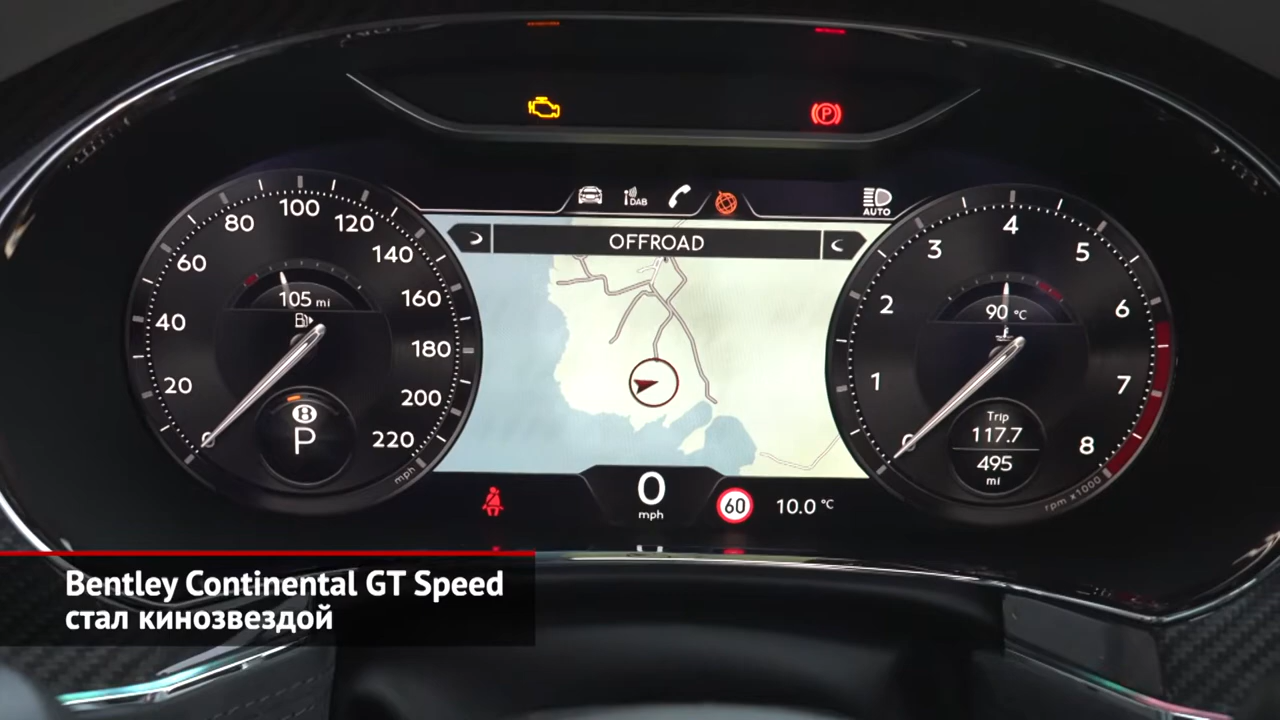 DAB
AUTO
OFFROAD
20
40
60
80
100
120
140
160
180
200
220
mph
105 mi
B
P
0
0
mph
60
10.0 °C
P
0
1
2
3
4
5
6
7
8
rpm x1000
90 °C
Trip
117.7
495
mi
Bentley Continental GT Speed
стал кинозвездой